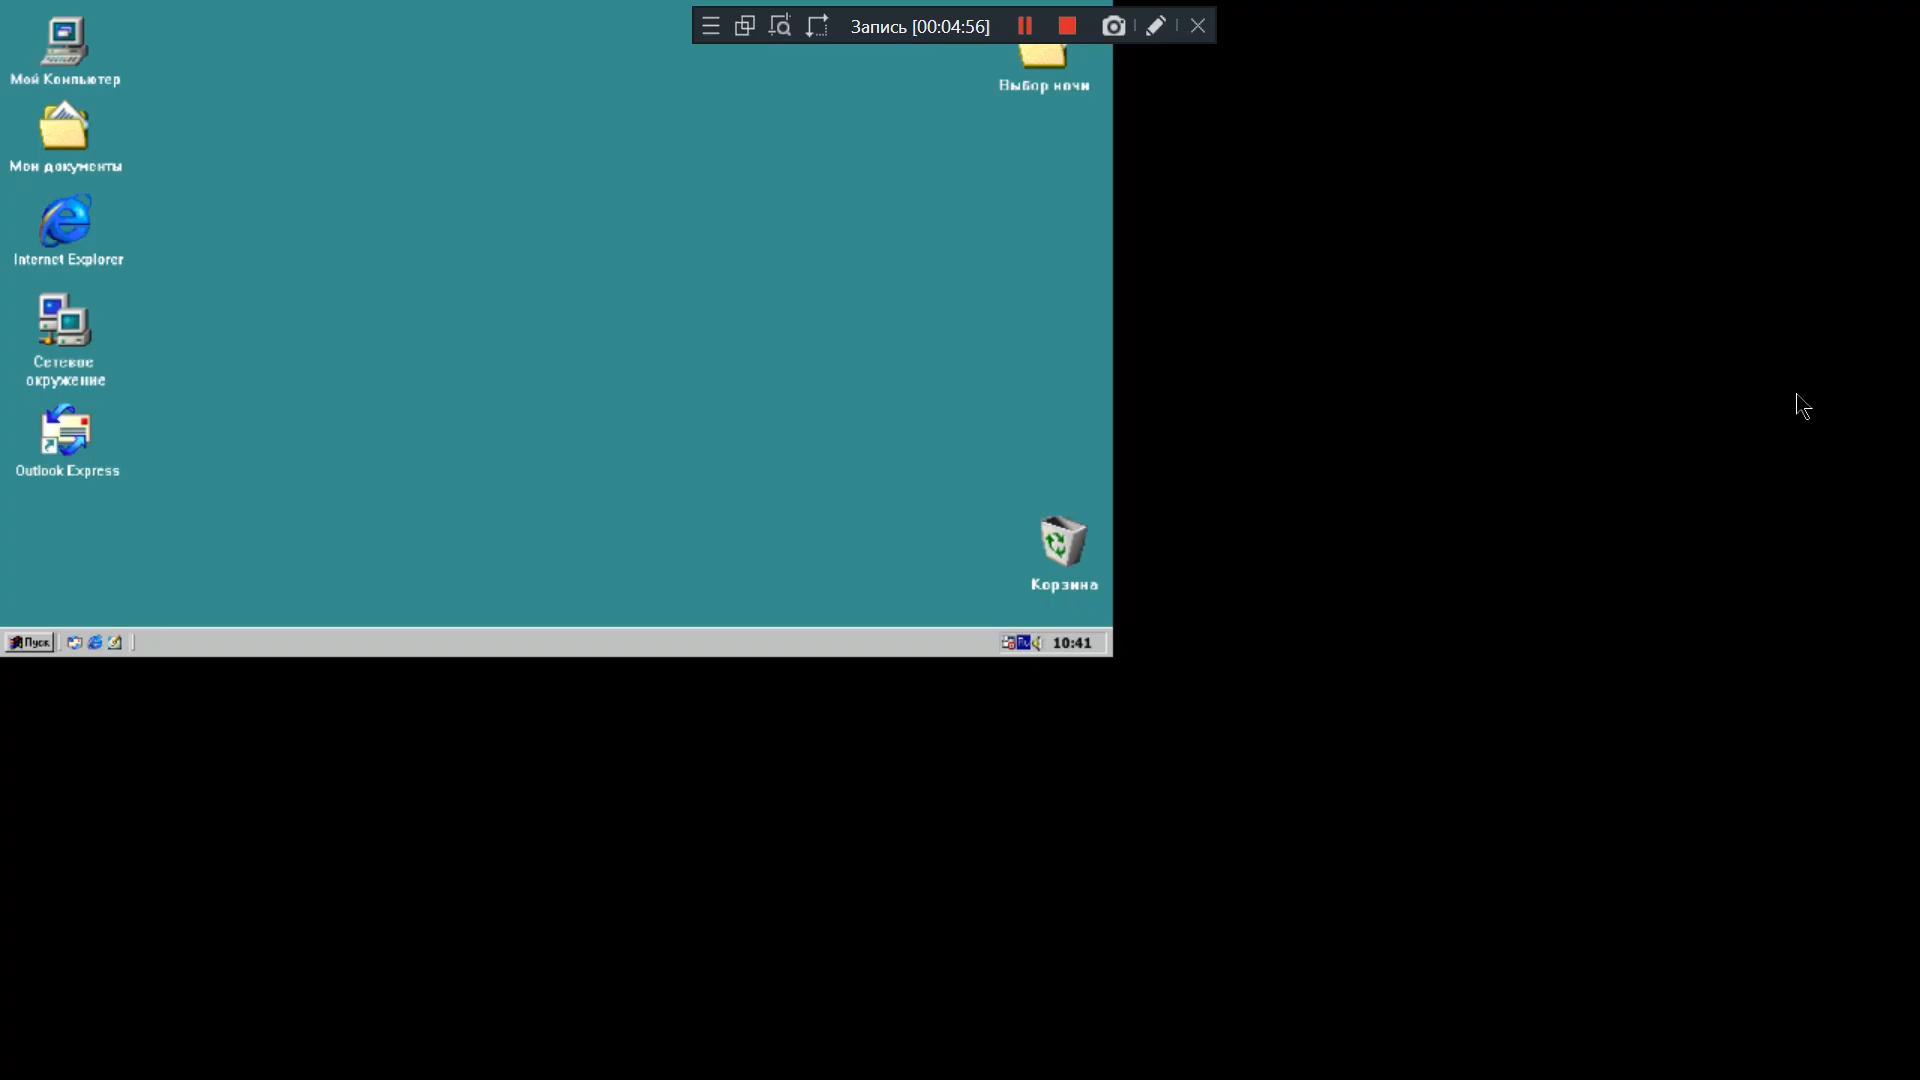 Запись [00:04:56]
Мой Компьютер
Выбор ночи
Мои документы
Internet Explorer
Сетевое
окружение
Outlook Express
Корзина
Пуск
Ru
10:41